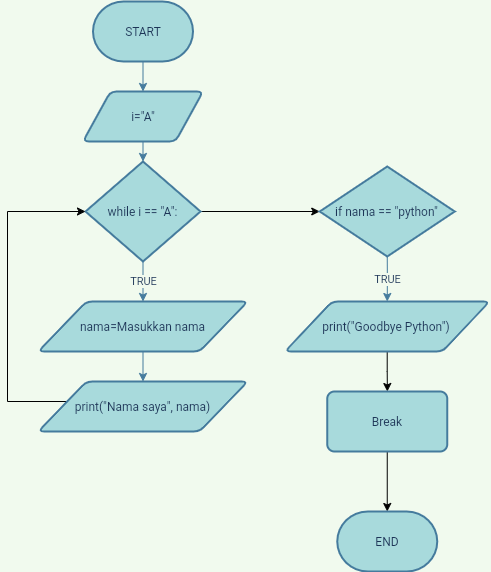 START
i="A"
while i == "A":
if nama == "python"
TRUE
TRUE
nama=Masukkan nama
print("Goodbye Python")
print("Nama saya", nama)
Break
END